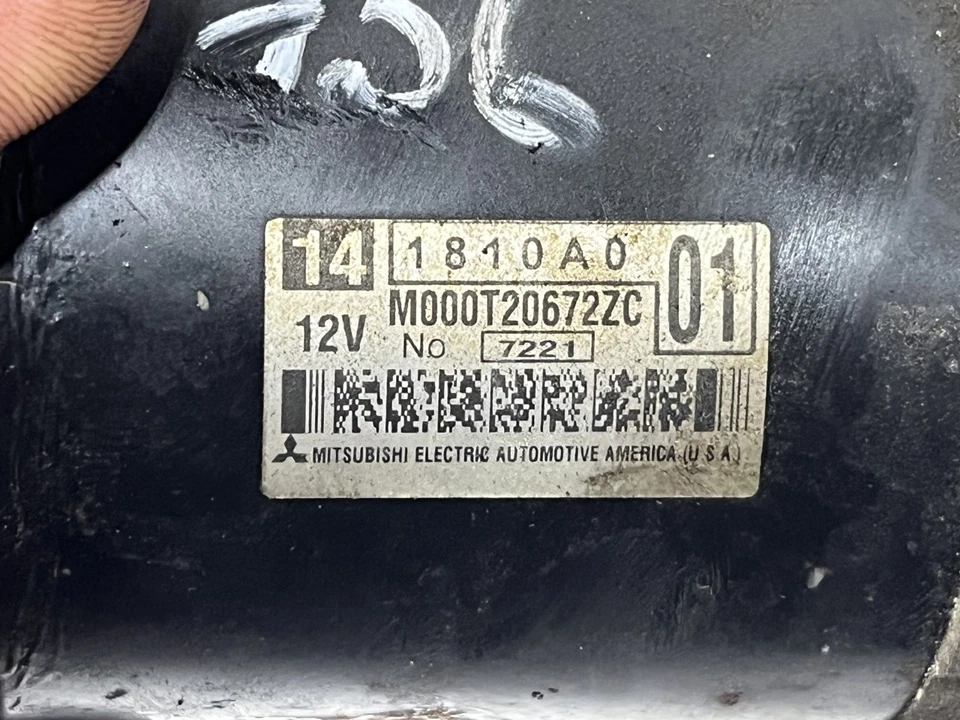 14 1810A0 01
M000T20672ZC
12V No 7221
MITSUBISHI ELECTRIC AUTOMOTIVE AMERICA (U S A)